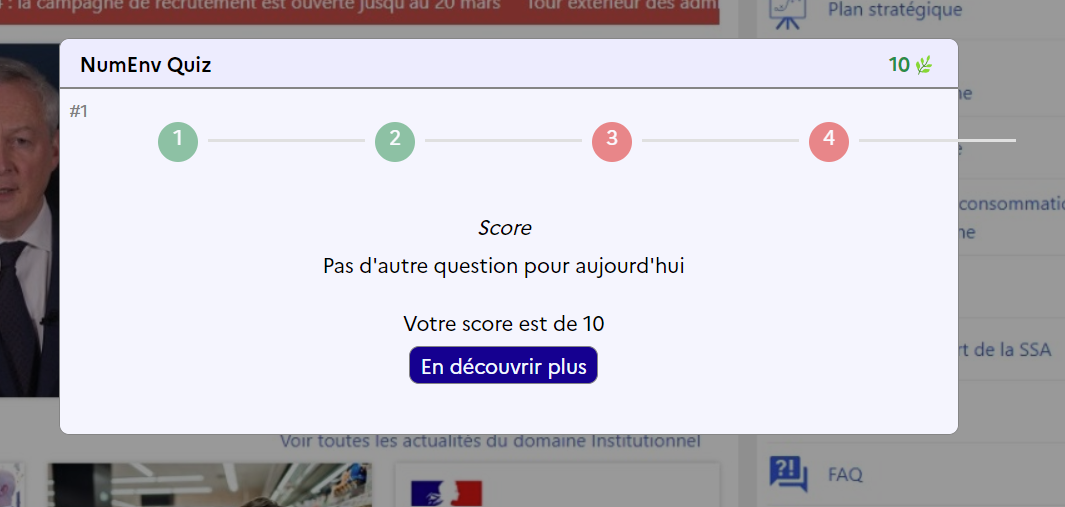 : la campagne de recrutement est ouverte jusqu'au 20 mars Tour extérieur des adm
Plan stratégique
NumEnv Quiz
10
ne
#1
1
2
3
4
consommatio
ne
Score
Pas d'autre question pour aujourd'hui
Votre score est de 10
rt de la SSA
En découvrir plus
Voir toutes les actualités du domaine Institutionnel
?!
FAQ